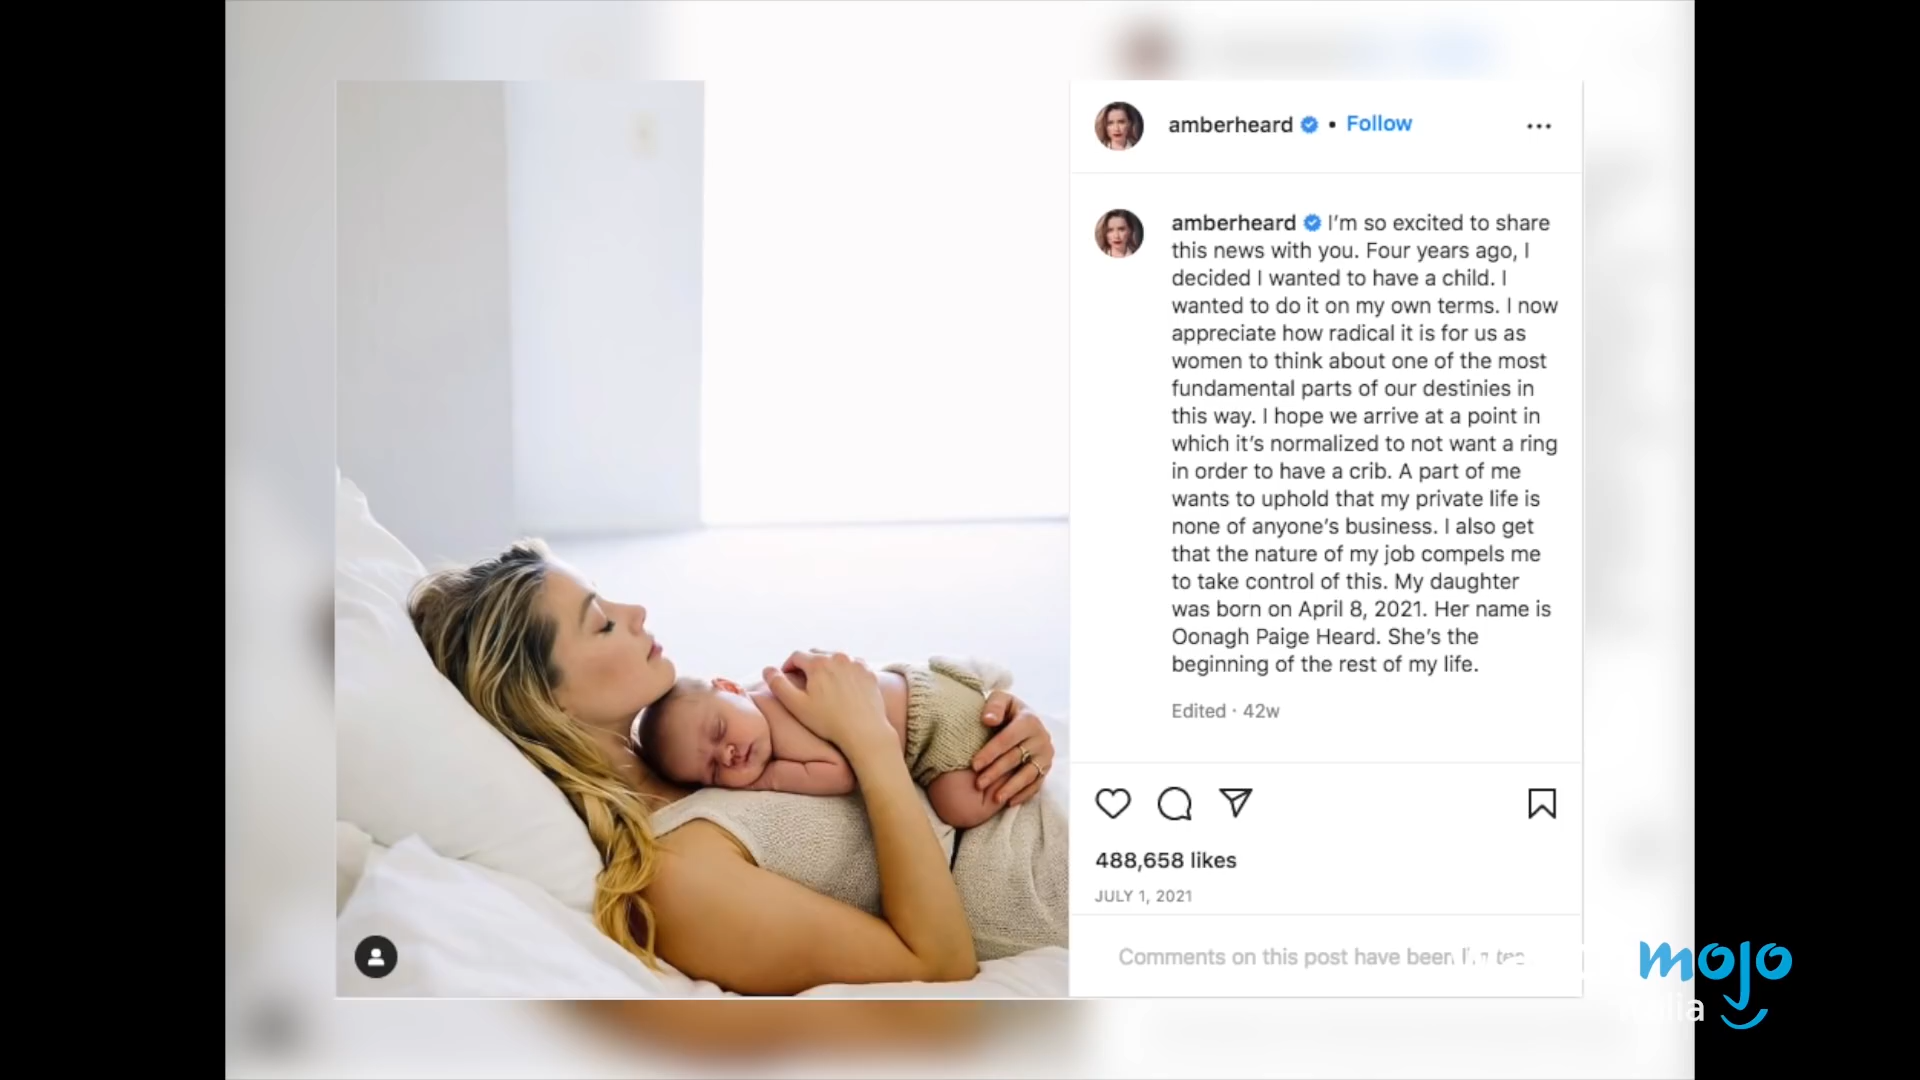 amberheard • Follow
amberheard I’m so excited to share
this news with you. Four years ago, I
decided I wanted to have a child. I
wanted to do it on my own terms. I now
appreciate how radical it is for us as
women to think about one of the most
fundamental parts of our destinies in
this way. I hope we arrive at a point in
which it’s normalized to not want a ring
in order to have a crib. A part of me
wants to uphold that my private life is
none of anyone’s business. I also get
that the nature of my job compels me
to take control of this. My daughter
was born on April 8, 2021. Her name is
Oonagh Paige Heard. She’s the
beginning of the rest of my life.
Edited · 42w
488,658 likes
JULY 1, 2021
Comments on this post have been
mojo